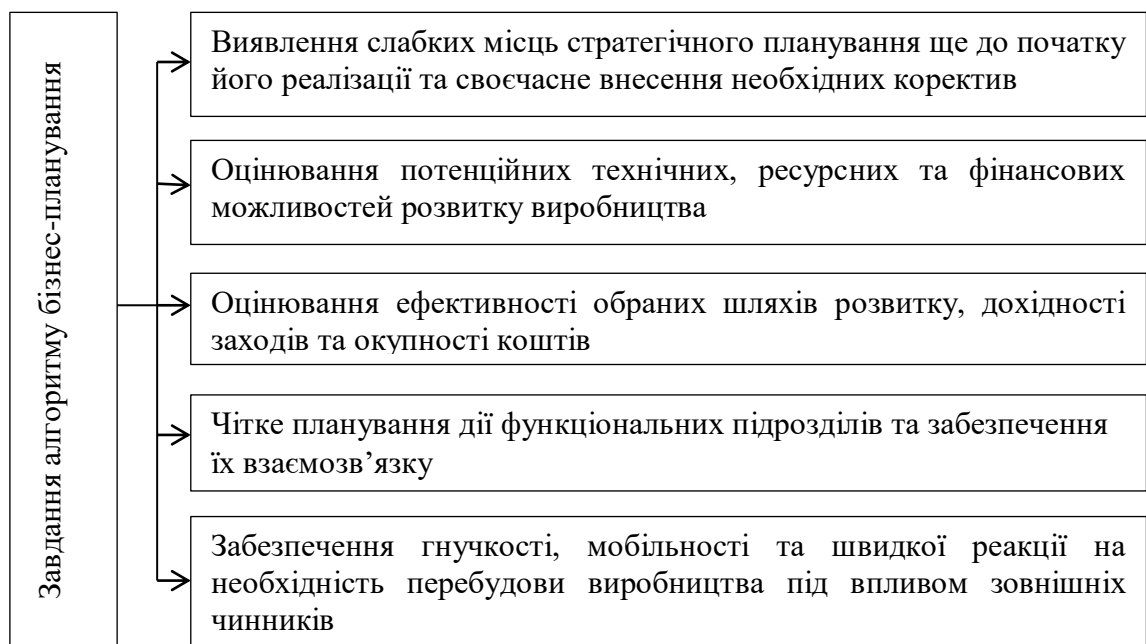 Завдання алгоритму бізнес-планування
Виявлення слабких місць стратегічного планування ще до початку
його реалізації та своєчасне внесення необхідних коректив
Оцінювання потенційних технічних, ресурсних та фінансових
можливостей розвитку виробництва
Оцінювання ефективності обраних шляхів розвитку, дохідності
заходів та окупності коштів
Чітке планування дії функціональних підрозділів та забезпечення
їх взаємозв’язку
Забезпечення гнучкості, мобільності та швидкої реакції на
необхідність перебудови виробництва під впливом зовнішніх
чинників